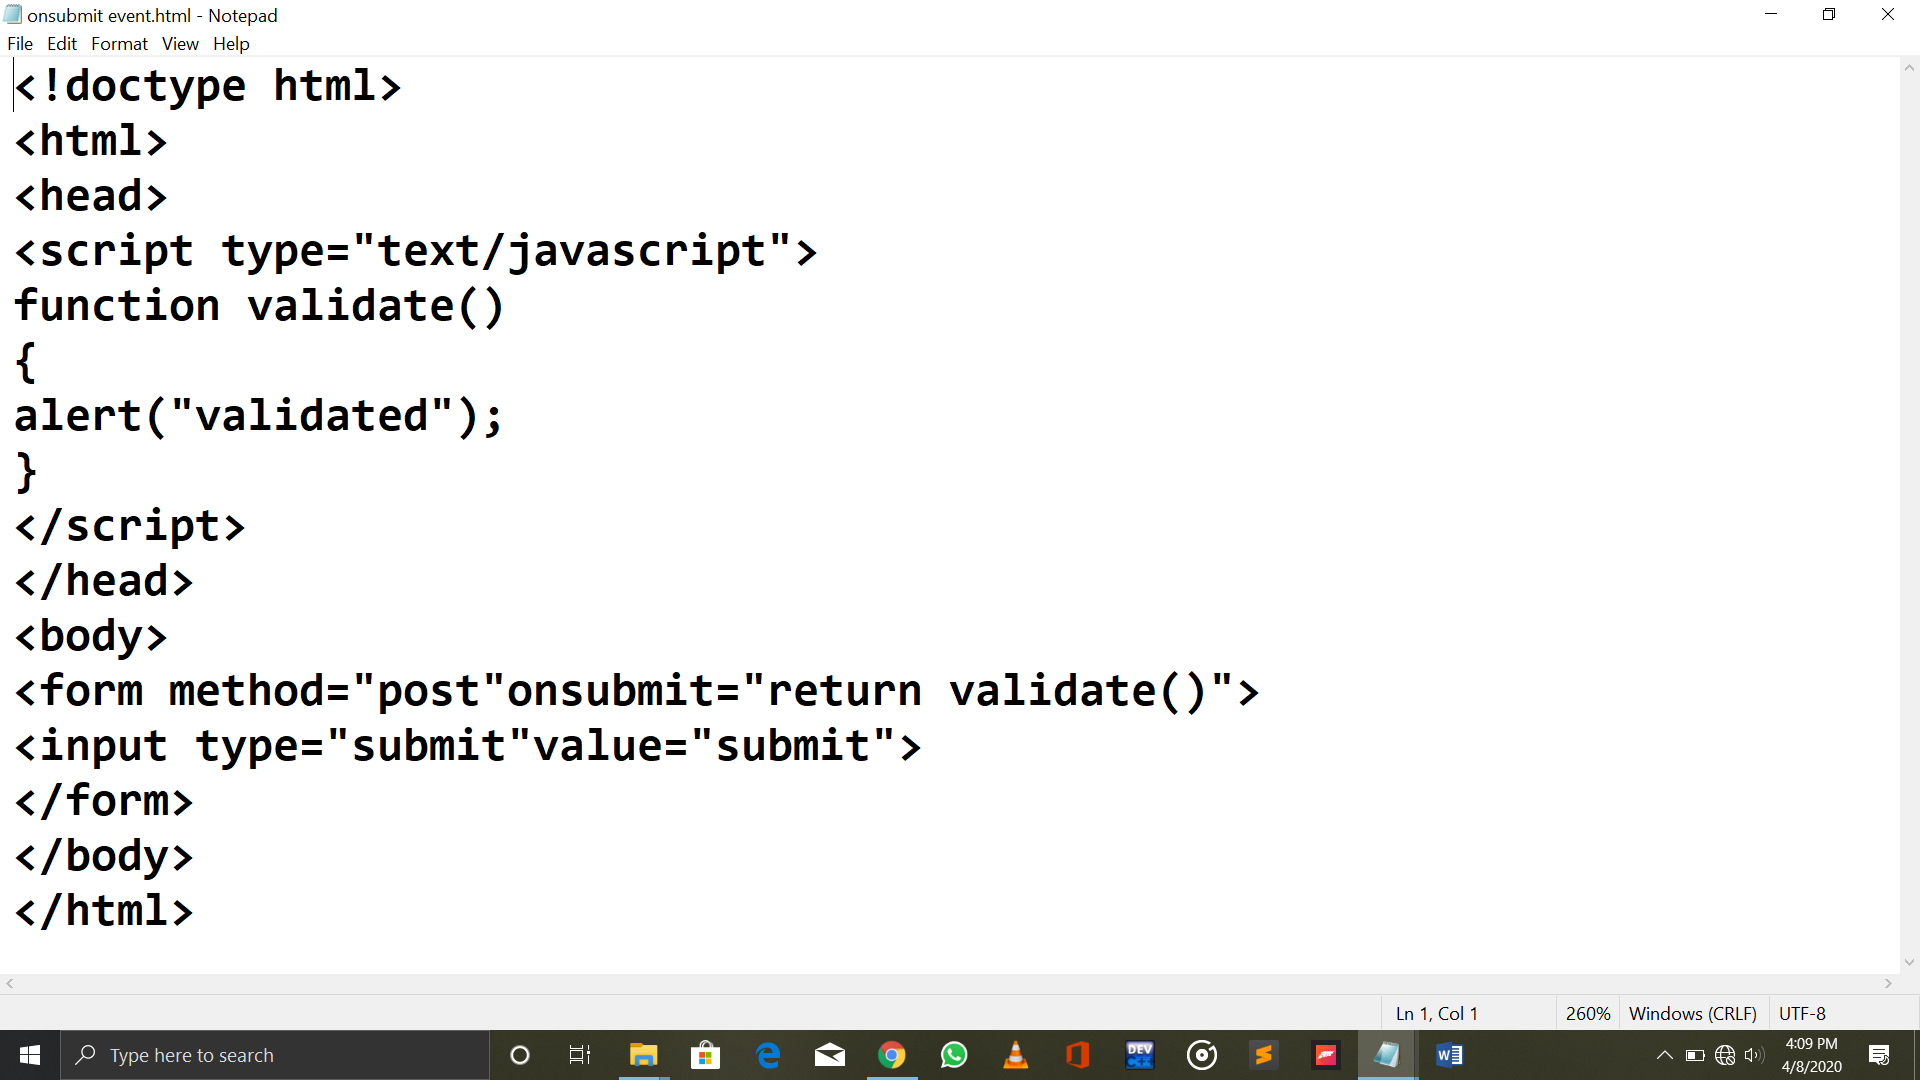 onsubmit event.html - Notepad
File Edit Format View Help
<!doctype html>
<html>
<head>
<script type="text/javascript">
function validate()
{
alert("validated");
}
</script>
</head>
<body>
<form method="post"onsubmit="return validate()">
<input type="submit"value="submit">
</form>
</body>
</html>
Ln 1, Col 1 260% Windows (CRLF) UTF-8
Type here to search
DEV C++
4:09 PM
4/8/2020